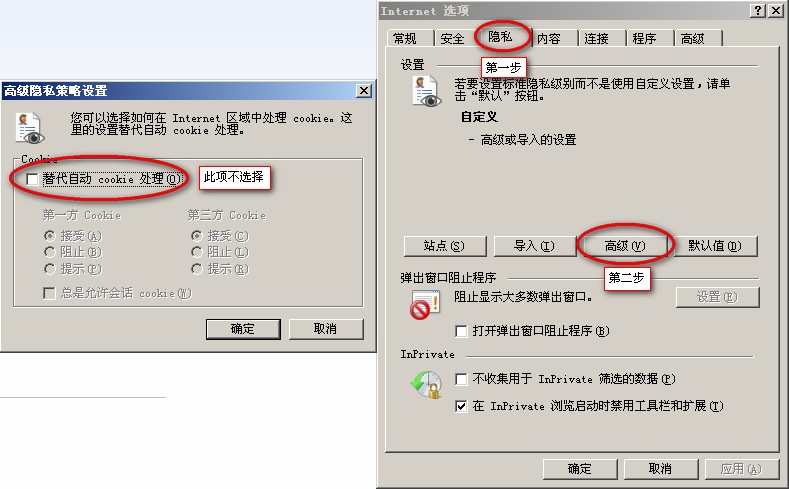 高级隐私策略设置
您可以选择如何在 Internet 区域中处理 cookie。这
里的设置替代自动 cookie 处理。
Cookie
替代自动 cookie 处理(O)
此项不选择
第一方 Cookie
第三方 Cookie
接受(A)
接受(C)
阻止(B)
阻止(L)
提示(P)
提示(R)
总是允许会话 cookie(W)
确定
取消
Internet 选项
常规
安全
隐私
内容
连接
程序
高级
第一步
设置
若要设置标准隐私级别而不是使用自定义设置，请单
击“默认”按钮。
自定义
- 高级或导入的设置
站点(S)
导入(I)
高级(V)
默认值(D)
第二步
弹出窗口阻止程序
阻止显示大多数弹出窗口。
设置(E)
打开弹出窗口阻止程序(B)
InPrivate
不收集用于 InPrivate 筛选的数据(P)
在 InPrivate 浏览启动时禁用工具栏和扩展(T)
确定
取消
应用(A)